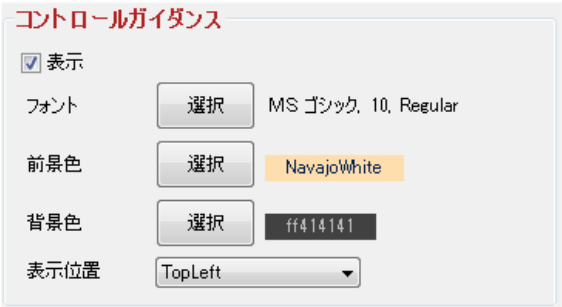 コントロールガイダンス
表示
フォント 選択 MS ゴシック, 10, Regular
前景色 選択 NavajoWhite
背景色 選択 ff414141
表示位置 TopLeft